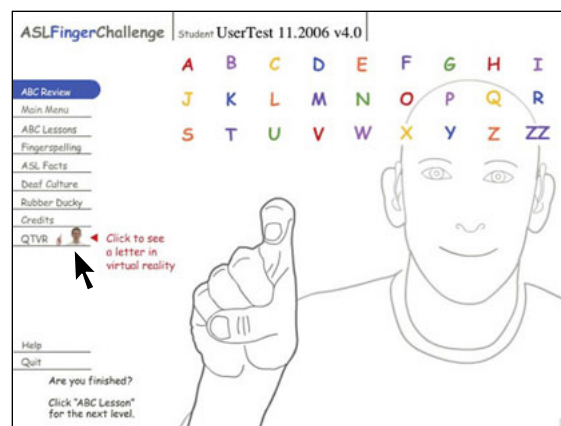 ASLFingerChallenge
Student UserTest 11.2006 v4.0
A B C D E F G H I
J K L M N O P Q R
S T U V W X Y Z ZZ
ABC Review
Main Menu
ABC Lessons
Fingerspelling
ASL Facts
Deaf Culture
Rubber Ducky
Credits
QTVR
Click to see
a letter in
virtual reality
Help
Quit
Are you finished?
Click "ABC Lesson"
for the next level.